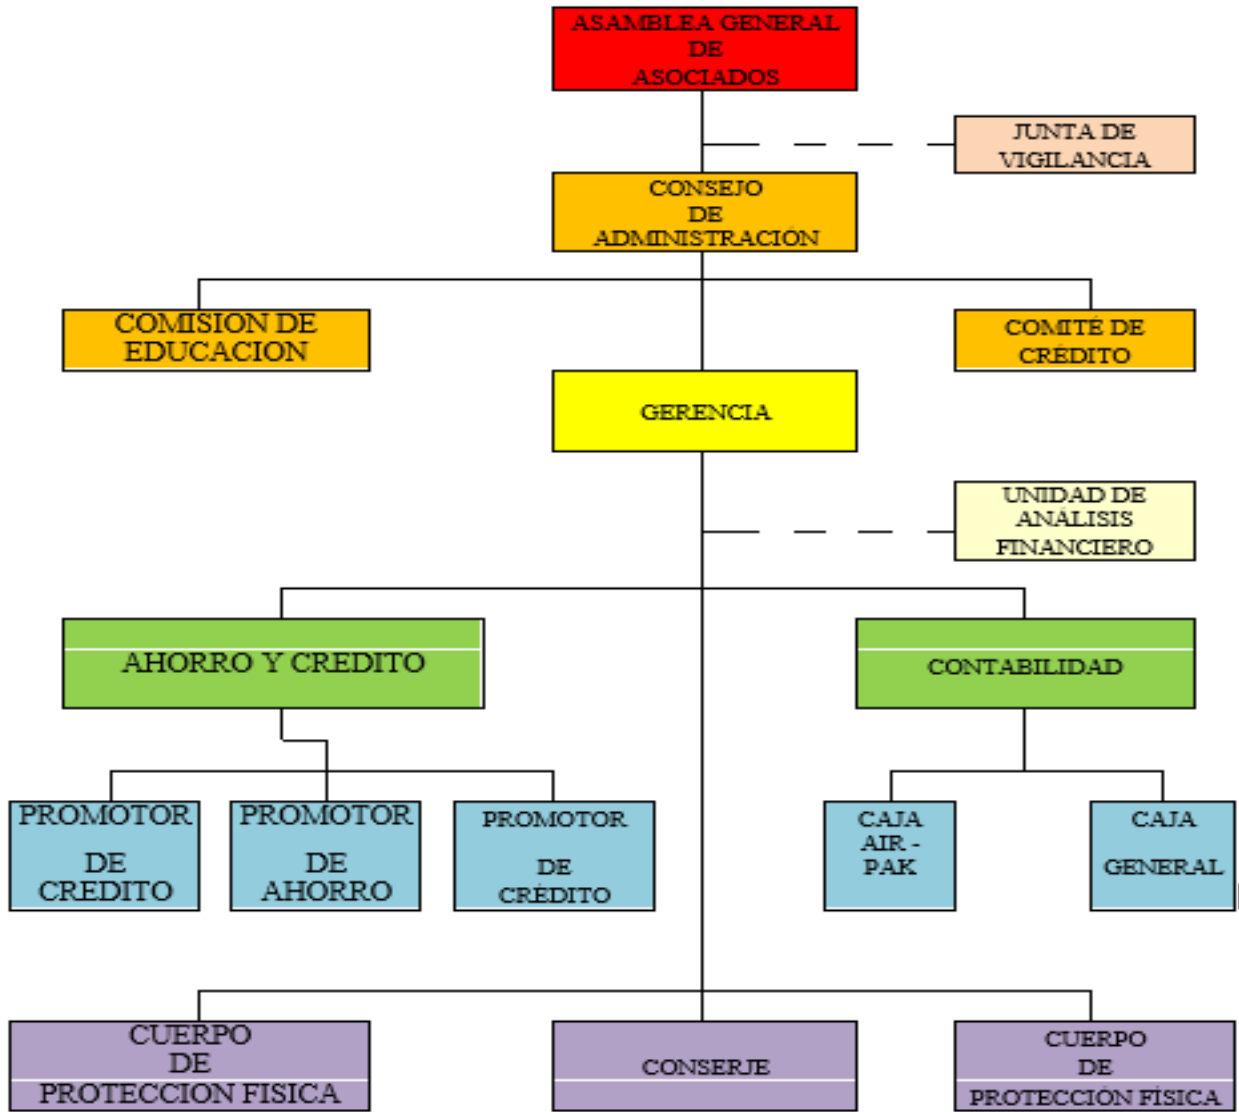 ASAMBLEA GENERAL
DE
ASOCIADOS
JUNTA DE
VIGILANCIA
CONSEJO
DE
ADMINISTRACIÓN
COMISION DE
EDUCACION
COMITÉ DE
CRÉDITO
GERENCIA
UNIDAD DE
ANÁLISIS
FINANCIERO
AHORRO Y CREDITO
CONTABILIDAD
PROMOTOR
DE
CREDITO
PROMOTOR
DE
AHORRO
PROMOTOR
DE
CRÉDITO
CAJA
AIR -
PAK
CAJA
GENERAL
CUERPO
DE
PROTECCION FISICA
CONSERJE
CUERPO
DE
PROTECCIÓN FÍSICA